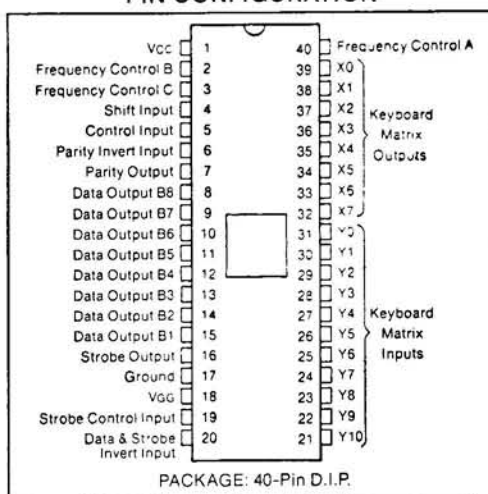 PIN CONFIGURATION
VCC 1
Frequency Control B 2
Frequency Control C 3
Shift Input 4
Control Input 5
Parity Invert Input 6
Parity Output 7
Data Output B8 8
Data Output B7 9
Data Output B6 10
Data Output B5 11
Data Output B4 12
Data Output B3 13
Data Output B2 14
Data Output B1 15
Strobe Output 16
Ground 17
VGG 18
Strobe Control Input 19
Data & Strobe 20
Invert Input
40 Frequency Control A
39 X0
38 X1
37 X2
36 X3
35 X4
34 X5
33 X6
32 X7
Keyboard
Matrix
Outputs
31 Y0
30 Y1
29 Y2
28 Y3
27 Y4
26 Y5
25 Y6
24 Y7
23 Y8
22 Y9
21 Y10
Keyboard
Matrix
Inputs
PACKAGE: 40-Pin D.I.P.